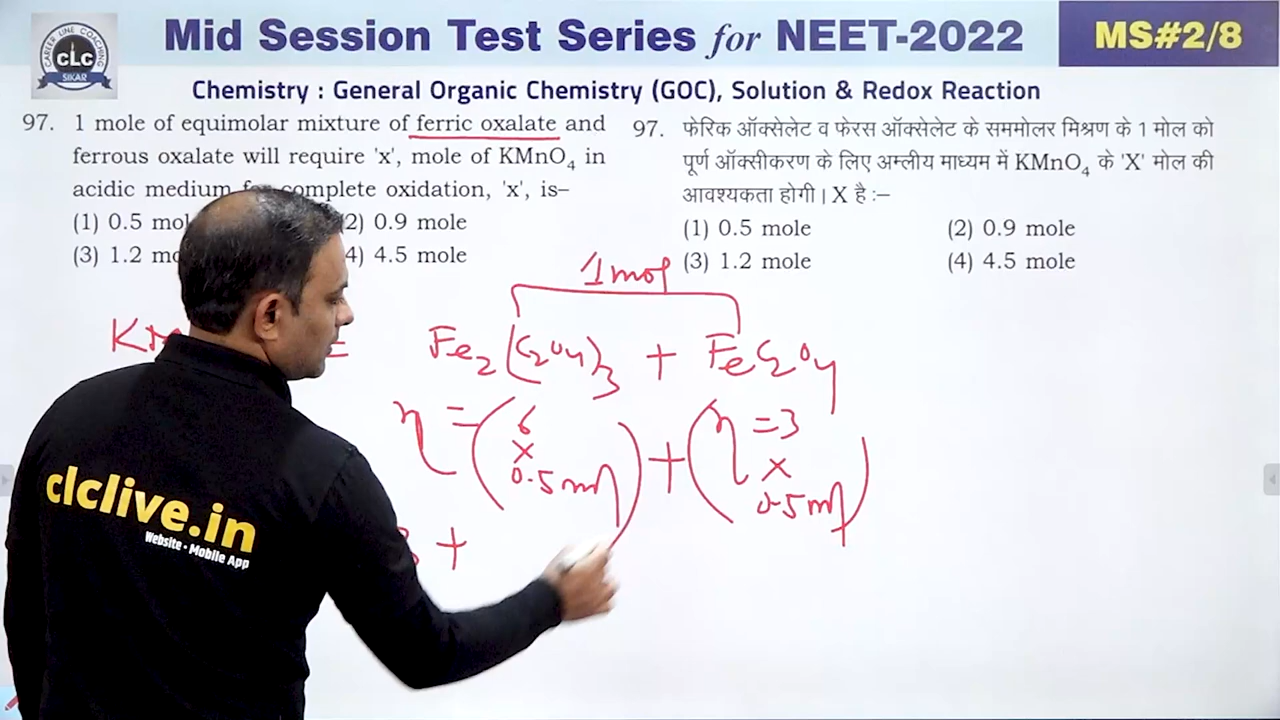 Mid Session Test Series for NEET-2022
MS#2/8
CAREER LINE COACHING
CLC
SIKAR
Chemistry : General Organic Chemistry (GOC), Solution & Redox Reaction
97. 1 mole of equimolar mixture of ferric oxalate and
ferrous oxalate will require 'x', mole of KMnO4 in
acidic medium complete oxidation, 'x', is–
(1) 0.5 2) 0.9 mole
(3) 1.2 4) 4.5 mole
97. फेरिक ऑक्सेलेट व फेरस ऑक्सेलेट के सममोलर मिश्रण के 1 मोल को
पूर्ण ऑक्सीकरण के लिए अम्लीय माध्यम में KMnO4 के 'X' मोल की
आवश्यकता होगी। X है :–
(1) 0.5 mole (2) 0.9 mole
(3) 1.2 mole (4) 4.5 mole
1 mol
Fe2(C2O4)3 + FeC2O4
η = ( 6 + ( η = 3
× ×
0.5 mol ) 0.5 mol )
3 +
clclive.in
Website • Mobile App